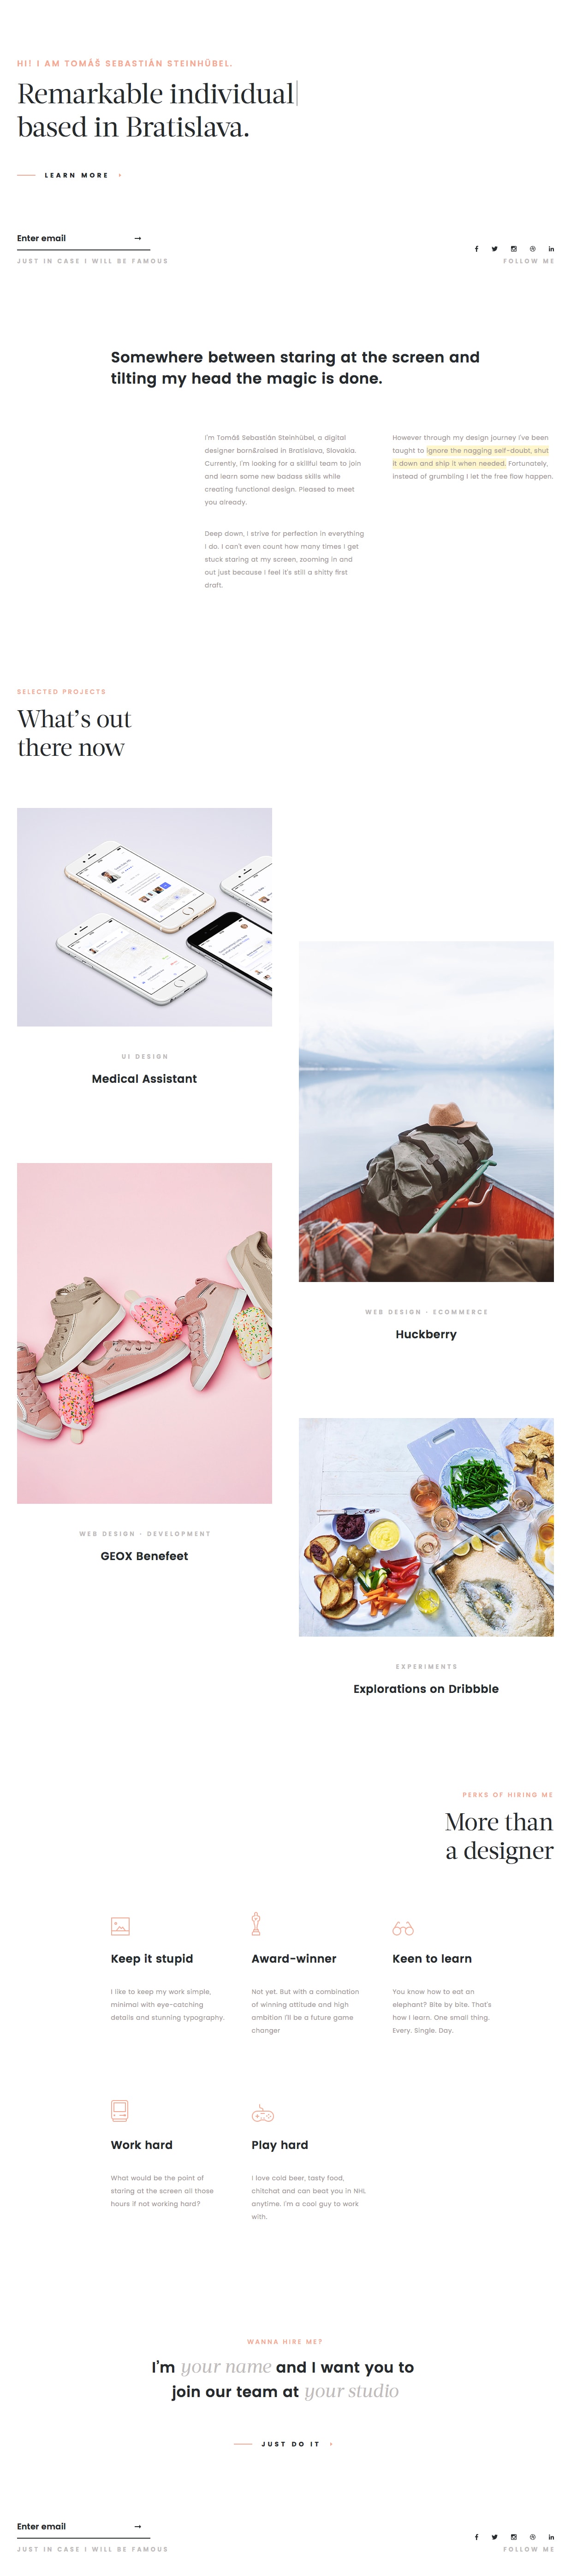 HI! I AM TOMÁŠ SEBASTIÁN STEINHÜBEL.
Remarkable individual
based in Bratislava.
LEARN MORE
Enter email
JUST IN CASE I WILL BE FAMOUS
FOLLOW ME
Somewhere between staring at the screen and
tilting my head the magic is done.
I'm Tomáš Sebastián Steinhübel, a digital
designer born&raised in Bratislava, Slovakia.
Currently, I'm looking for a skillful team to join
and learn some new badass skills while
creating functional design. Pleased to meet
you already.
Deep down, I strive for perfection in everything
I do. I can't even count how many times I get
stuck staring at my screen, zooming in and
out just because I feel it's still a shitty first
draft.
However through my design journey I've been
taught to ignore the nagging self-doubt, shut
it down and ship it when needed. Fortunately,
instead of grumbling I let the free flow happen.
SELECTED PROJECTS
What's out
there now
UI DESIGN
Medical Assistant
WEB DESIGN · ECOMMERCE
Huckberry
WEB DESIGN · DEVELOPMENT
GEOX Benefeet
EXPERIMENTS
Explorations on Dribbble
PERKS OF HIRING ME
More than
a designer
Keep it stupid
I like to keep my work simple,
minimal with eye-catching
details and stunning typography.
Award-winner
Not yet. But with a combination
of winning attitude and high
ambition I'll be a future game
changer
Keen to learn
You know how to eat an
elephant? Bite by bite. That's
how I learn. One small thing.
Every. Single. Day.
Work hard
What would be the point of
staring at the screen all those
hours if not working hard?
Play hard
I love cold beer, tasty food,
chitchat and can beat you in NHL
anytime. I'm a cool guy to work
with.
WANNA HIRE ME?
I'm your name and I want you to
join our team at your studio
JUST DO IT
Enter email
JUST IN CASE I WILL BE FAMOUS
FOLLOW ME